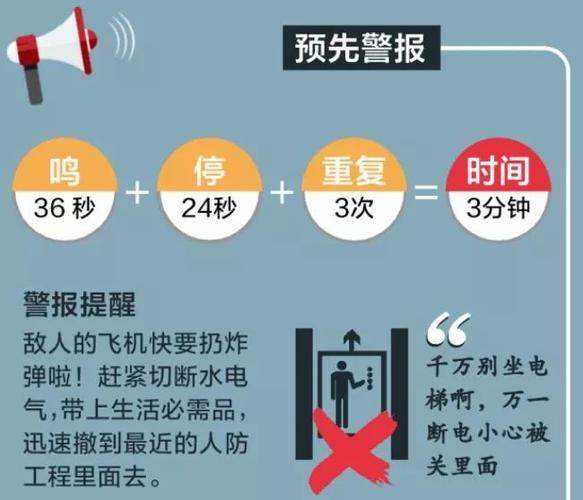 预先警报
鸣 + 停 + 重复 = 时间
36秒 24秒 3次 3分钟
警报提醒
敌人的飞机快要扔炸
弹啦！赶紧切断水电
气，带上生活必需品，
迅速撤到最近的人防
工程里面去。
“
千万别坐电
梯啊，万一
断电小心被
关里面